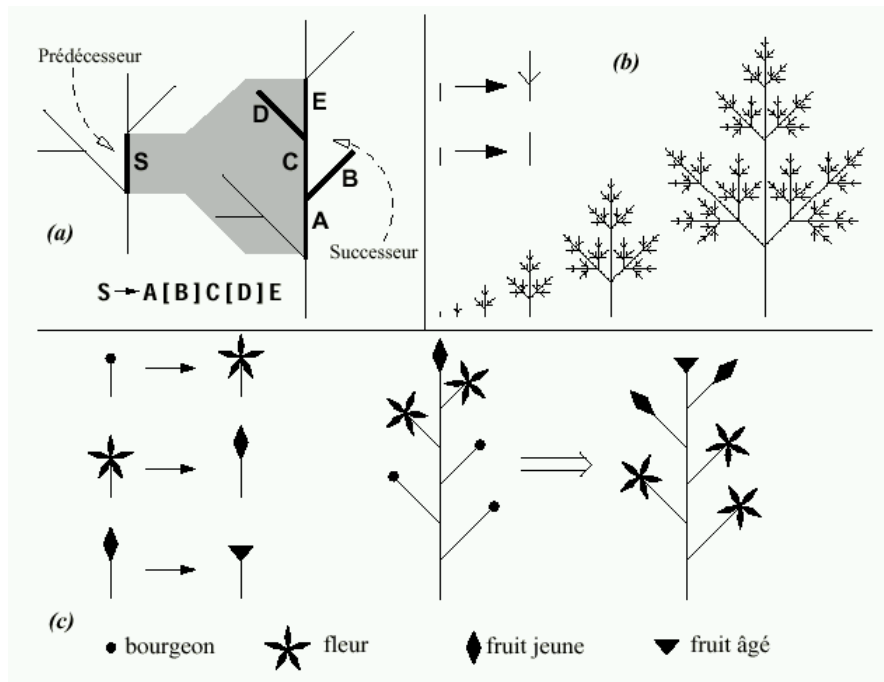 Prédécesseur
S
D
E
C
B
A
(a)
Successeur
S → A[B]C[D]E
(b)
(c)
bourgeon
fleur
fruit jeune
fruit âgé